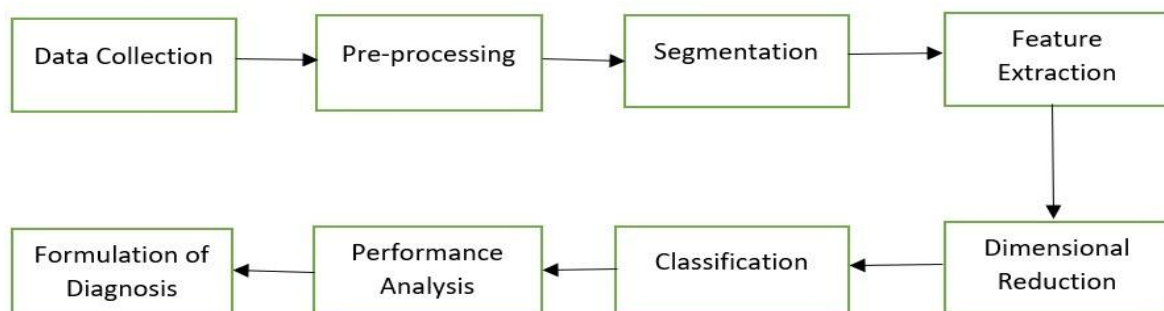 Data Collection
Pre-processing
Segmentation
Feature
Extraction
Dimensional
Reduction
Classification
Performance
Analysis
Formulation of
Diagnosis